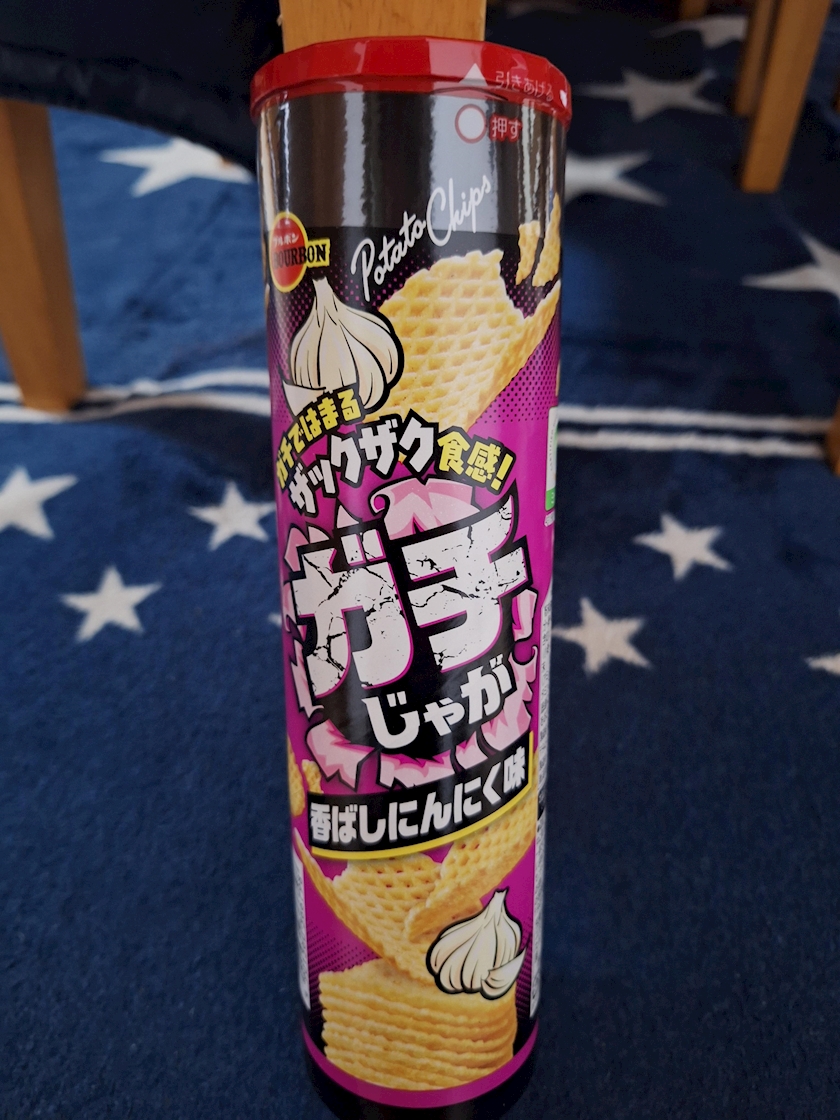 引きあげる
押す
Potato Chips
ブルボン
BOURBON
ガチではまる
ザックザク食感!
ガチ
じゃが
香ばしにんにく味